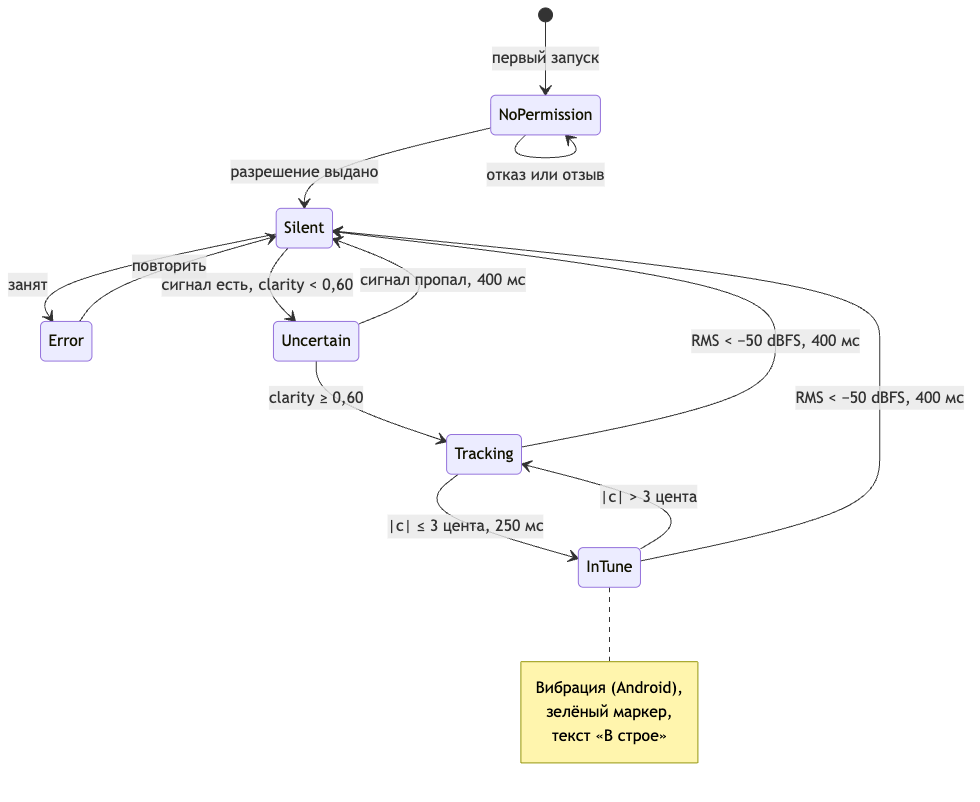 первый запуск
NoPermission
отказ или отзыв
разрешение выдано
Silent
занят
повторить
сигнал есть, clarity < 0,60
сигнал пропал, 400 мс
Error
Uncertain
RMS < −50 dBFS, 400 мс
RMS < −50 dBFS, 400 мс
clarity ≥ 0,60
Tracking
|c| > 3 цента
|c| ≤ 3 цента, 250 мс
InTune
Вибрация (Android),
зелёный маркер,
текст «В строе»